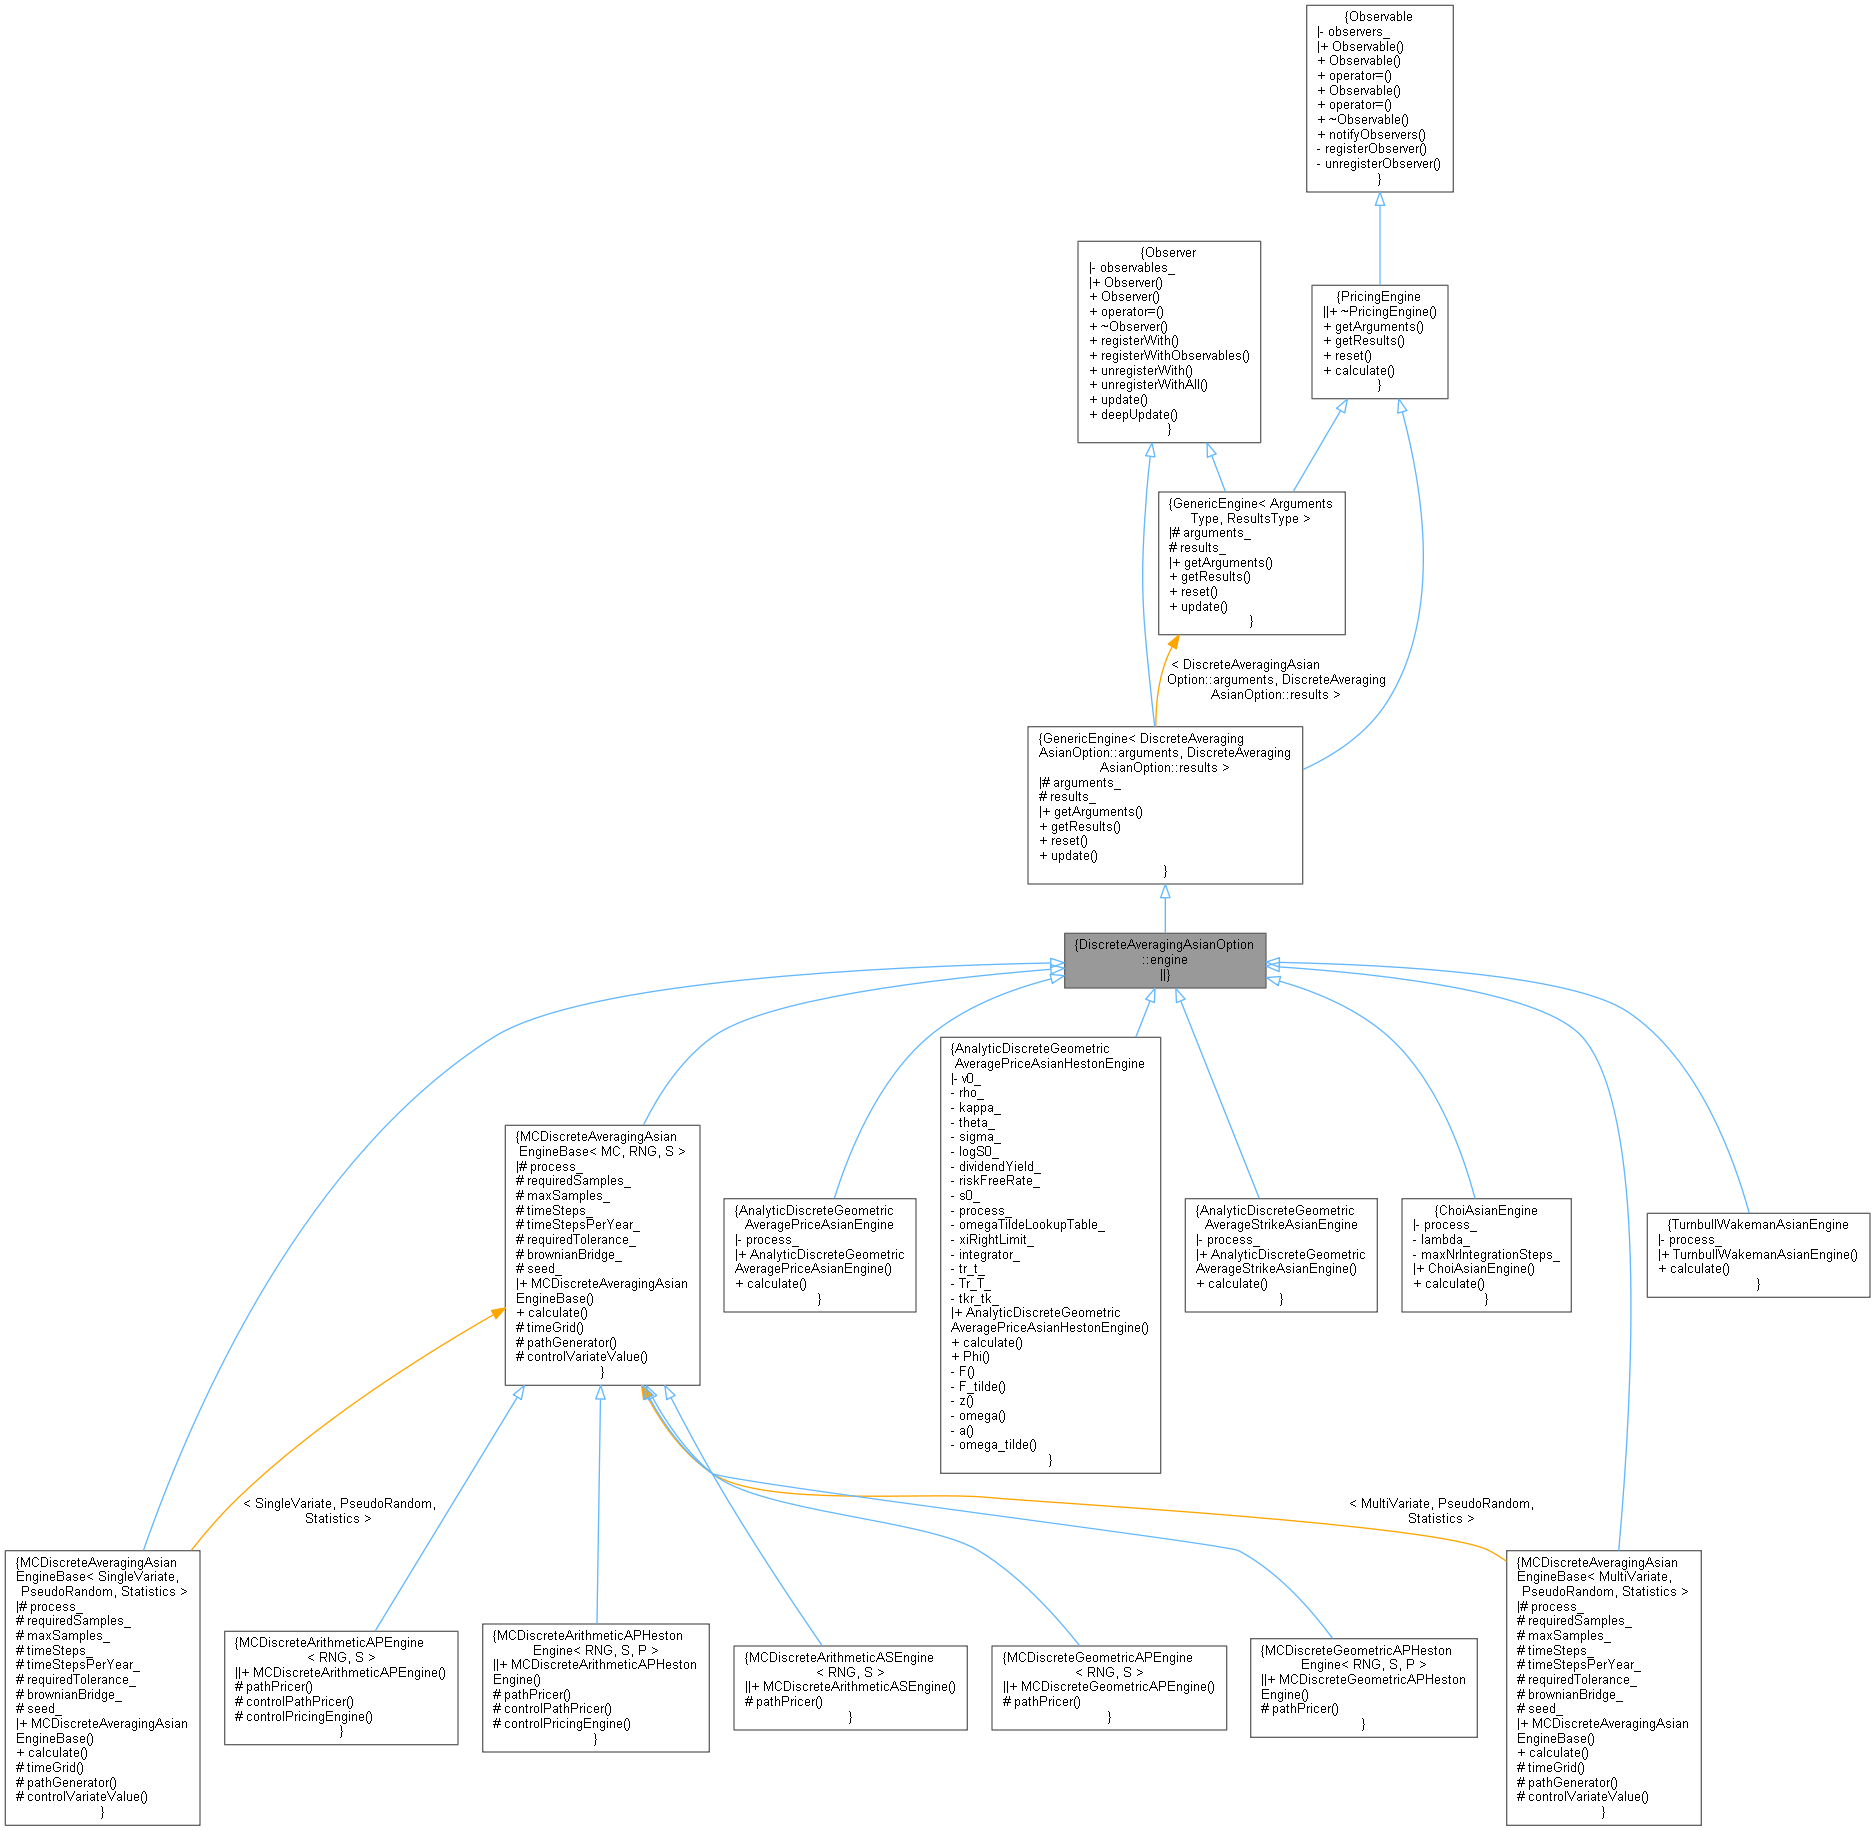 {Observable
|- observers_
|+ Observable()
+ Observable()
+ operator=()
+ Observable()
+ operator=()
+ ~Observable()
+ notifyObservers()
- registerObserver()
- unregisterObserver()
}
{Observer
|- observables_
|+ Observer()
+ Observer()
+ operator=()
+ ~Observer()
+ registerWith()
+ registerWithObservables()
+ unregisterWith()
+ unregisterWithAll()
+ update()
+ deepUpdate()
}
{PricingEngine
||+ ~PricingEngine()
+ getArguments()
+ getResults()
+ reset()
+ calculate()
}
{GenericEngine< Arguments
Type, ResultsType >
|# arguments_
# results_
|+ getArguments()
+ getResults()
+ reset()
+ update()
}
< DiscreteAveragingAsian
Option::arguments, DiscreteAveraging
AsianOption::results >
{GenericEngine< DiscreteAveraging
AsianOption::arguments, DiscreteAveraging
AsianOption::results >
|# arguments_
# results_
|+ getArguments()
+ getResults()
+ reset()
+ update()
}
{DiscreteAveragingAsianOption
::engine
||}
{MCDiscreteAveragingAsian
EngineBase< MC, RNG, S >
|# process_
# requiredSamples_
# maxSamples_
# timeSteps_
# timeStepsPerYear_
# requiredTolerance_
# brownianBridge_
# seed_
|+ MCDiscreteAveragingAsian
EngineBase()
+ calculate()
# timeGrid()
# pathGenerator()
# controlVariateValue()
}
{AnalyticDiscreteGeometric
AveragePriceAsianEngine
|- process_
|+ AnalyticDiscreteGeometric
AveragePriceAsianEngine()
+ calculate()
}
{AnalyticDiscreteGeometric
AveragePriceAsianHestonEngine
|- v0_
- rho_
- kappa_
- theta_
- sigma_
- logS0_
- dividendYield_
- riskFreeRate_
- s0_
- process_
- omegaTildeLookupTable_
- xiRightLimit_
- integrator_
- tr_t_
- Tr_T_
- tkr_tk_
|+ AnalyticDiscreteGeometric
AveragePriceAsianHestonEngine()
+ calculate()
+ Phi()
- F()
- F_tilde()
- z()
- omega()
- a()
- omega_tilde()
}
{AnalyticDiscreteGeometric
AverageStrikeAsianEngine
|- process_
|+ AnalyticDiscreteGeometric
AverageStrikeAsianEngine()
+ calculate()
}
{ChoiAsianEngine
|- process_
- lambda_
- maxNrIntegrationSteps_
|+ ChoiAsianEngine()
+ calculate()
}
{TurnbullWakemanAsianEngine
|- process_
|+ TurnbullWakemanAsianEngine()
+ calculate()
}
< SingleVariate, PseudoRandom,
Statistics >
< MultiVariate, PseudoRandom,
Statistics >
{MCDiscreteAveragingAsian
EngineBase< SingleVariate,
PseudoRandom, Statistics >
|# process_
# requiredSamples_
# maxSamples_
# timeSteps_
# timeStepsPerYear_
# requiredTolerance_
# brownianBridge_
# seed_
|+ MCDiscreteAveragingAsian
EngineBase()
+ calculate()
# timeGrid()
# pathGenerator()
# controlVariateValue()
}
{MCDiscreteArithmeticAPEngine
< RNG, S >
||+ MCDiscreteArithmeticAPEngine()
# pathPricer()
# controlPathPricer()
# controlPricingEngine()
}
{MCDiscreteArithmeticAPHeston
Engine< RNG, S, P >
||+ MCDiscreteArithmeticAPHeston
Engine()
# pathPricer()
# controlPathPricer()
# controlPricingEngine()
}
{MCDiscreteArithmeticASEngine
< RNG, S >
||+ MCDiscreteArithmeticASEngine()
# pathPricer()
}
{MCDiscreteGeometricAPEngine
< RNG, S >
||+ MCDiscreteGeometricAPEngine()
# pathPricer()
}
{MCDiscreteGeometricAPHeston
Engine< RNG, S, P >
||+ MCDiscreteGeometricAPHeston
Engine()
# pathPricer()
}
{MCDiscreteAveragingAsian
EngineBase< MultiVariate,
PseudoRandom, Statistics >
|# process_
# requiredSamples_
# maxSamples_
# timeSteps_
# timeStepsPerYear_
# requiredTolerance_
# brownianBridge_
# seed_
|+ MCDiscreteAveragingAsian
EngineBase()
+ calculate()
# timeGrid()
# pathGenerator()
# controlVariateValue()
}